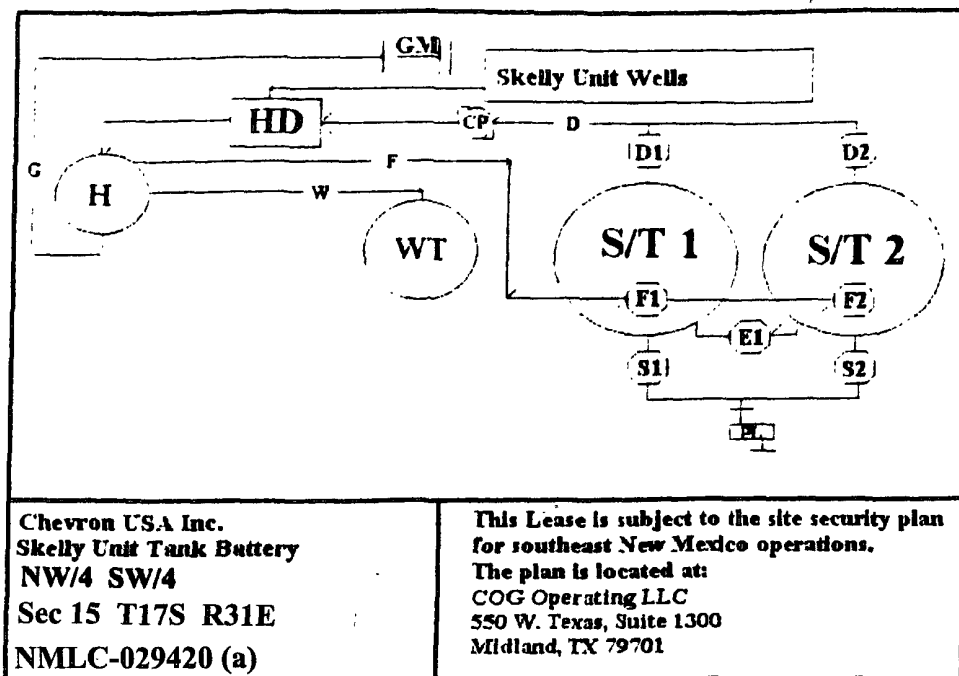 GM
Skelly Unit Wells
HD
CP
D
D1
D2
G
F
H
W
WT
S/T 1
S/T 2
F1
F2
E1
S1
S2
PL
Chevron USA Inc.
Skelly Unit Tank Battery
NW/4 SW/4
Sec 15 T17S R31E
NMLC-029420 (a)
This Lease is subject to the site security plan
for southeast New Mexico operations.
The plan is located at:
COG Operating LLC
550 W. Texas, Suite 1300
Midland, TX 79701